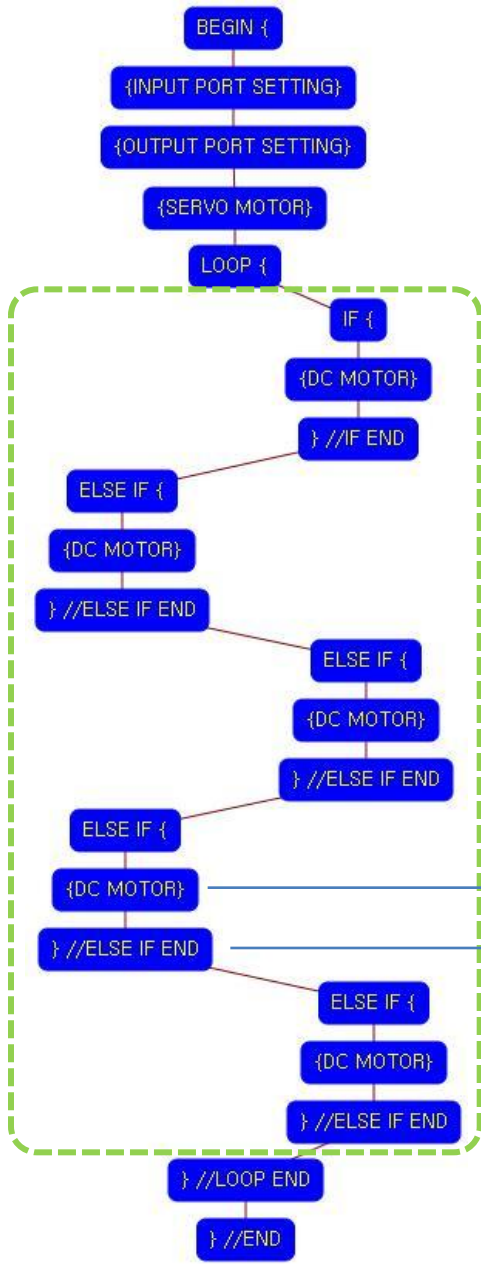 BEGIN {
{INPUT PORT SETTING}
{OUTPUT PORT SETTING}
{SERVO MOTOR}
LOOP {
IF {
{DC MOTOR}
} //IF END
ELSE IF {
{DC MOTOR}
} //ELSE IF END
ELSE IF {
{DC MOTOR}
} //ELSE IF END
ELSE IF {
{DC MOTOR}
} //ELSE IF END
ELSE IF {
{DC MOTOR}
} //ELSE IF END
} //LOOP END
} //END